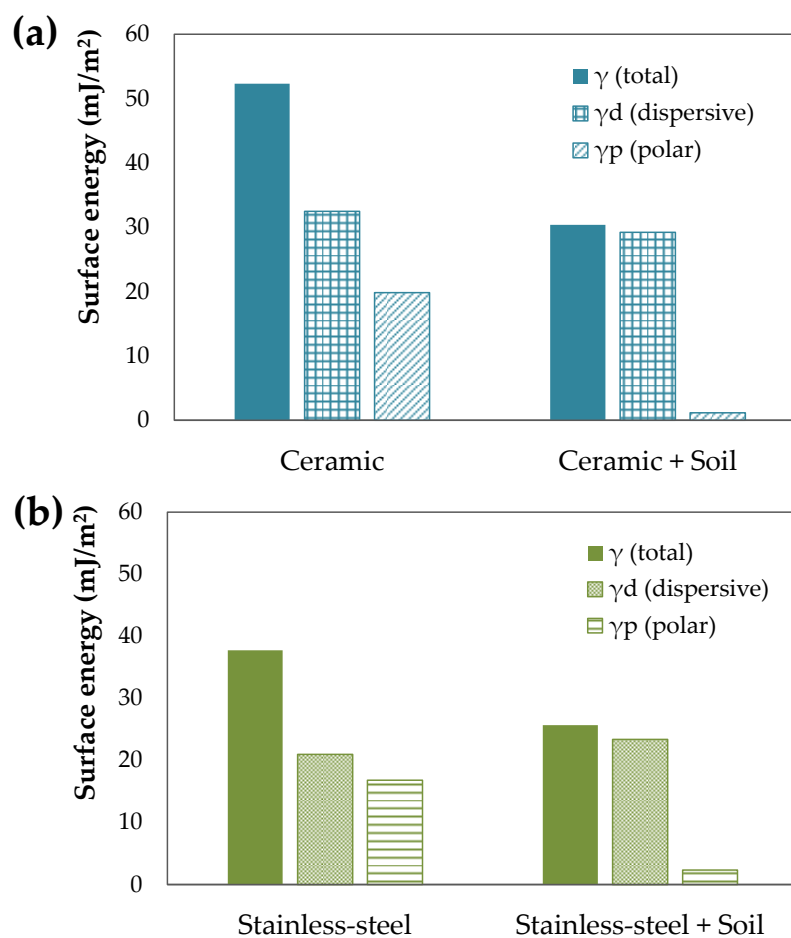 (a)
Surface energy (mJ/m²)
60
50
40
30
20
10
0
γ (total)
γd (dispersive)
γp (polar)
Ceramic
Ceramic + Soil
(b)
Surface energy (mJ/m²)
60
50
40
30
20
10
0
γ (total)
γd (dispersive)
γp (polar)
Stainless-steel
Stainless-steel + Soil